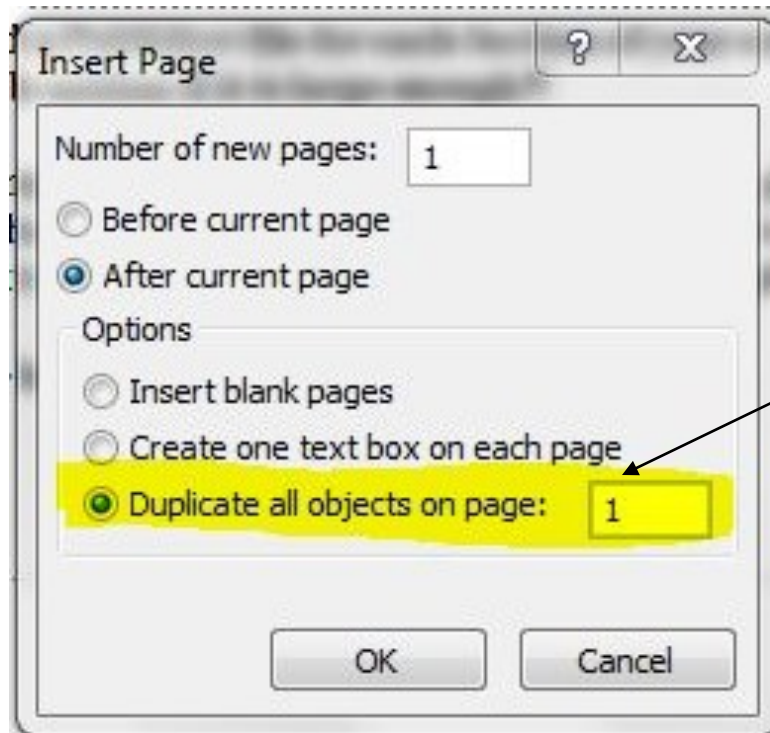 Insert Page
Number of new pages: 1
Before current page
After current page
Options
Insert blank pages
Create one text box on each page
Duplicate all objects on page: 1
OK Cancel